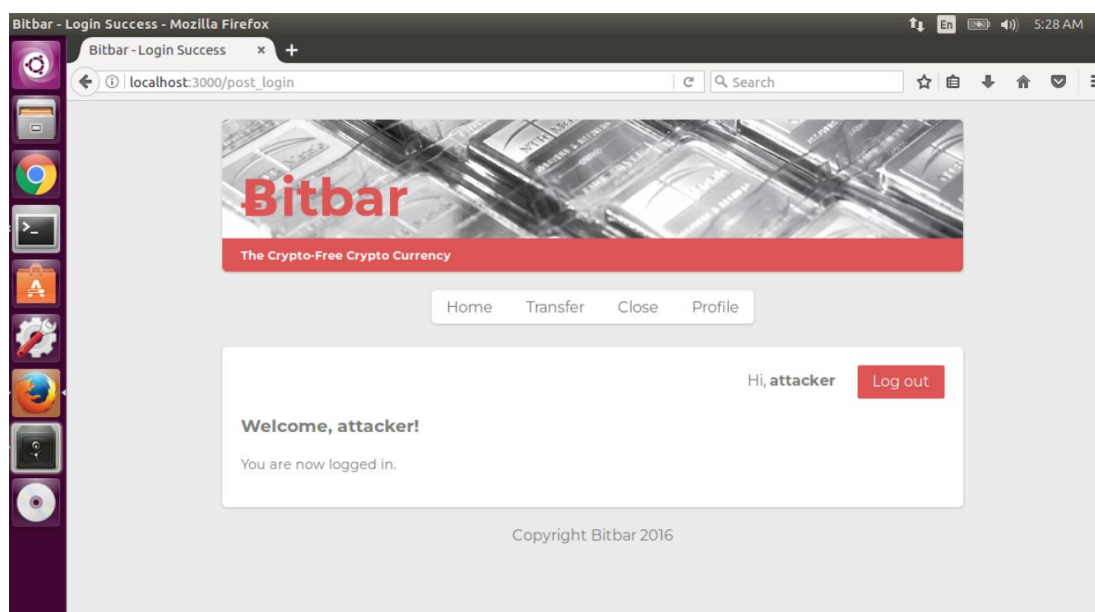 Bitbar - Login Success - Mozilla Firefox
En
5:28 AM
Bitbar - Login Success × +
localhost:3000/post_login
Search
Ƀitbar
The Crypto-Free Crypto Currency
Home Transfer Close Profile
Hi, attacker Log out
Welcome, attacker!
You are now logged in.
Copyright Bitbar 2016